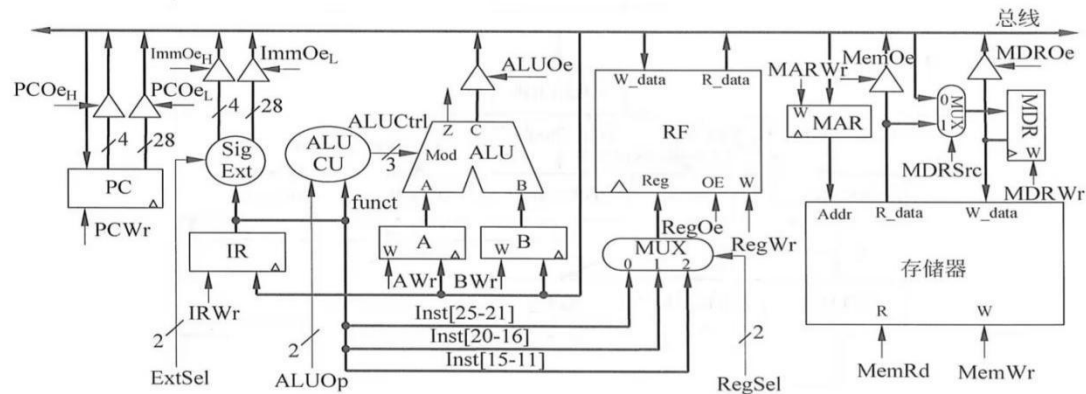 总线
ImmOeH
ImmOeL
MemOe
MDROe
PCOeH
PCOeL
ALUOe
W_data
R_data
MARWr
4
28
4
28
Z
C
RF
W
MAR
0
MUX
1
MDR
W
ALUCtrl
Sig
Ext
ALU
CU
3
Mod
ALU
MDRSrc
PC
A
B
Reg
OE
W
MDRWr
funct
Addr
R_data
W_data
PCWr
RegOe
RegWr
IR
W
A
W
B
MUX
0
1
2
存储器
AWr
BWr
IRWr
Inst[25-21]
R
W
2
2
Inst[20-16]
2
Inst[15-11]
ExtSel
ALUOp
RegSel
MemRd
MemWr